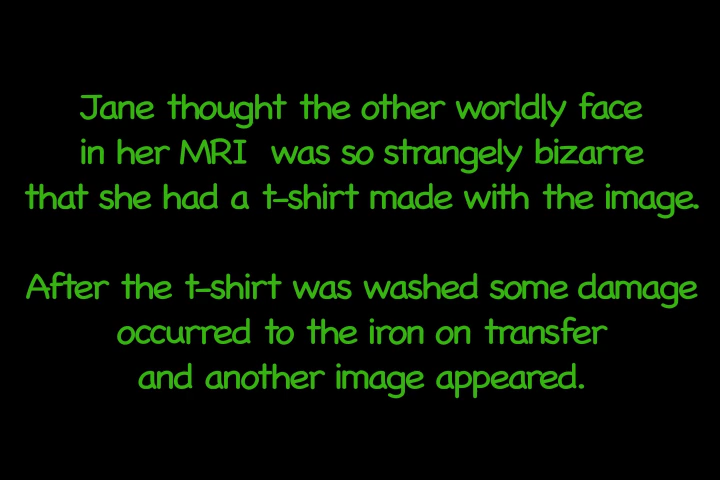 Jane thought the other worldly face
in her MRI was so strangely bizarre
that she had a t-shirt made with the image.
After the t-shirt was washed some damage
occurred to the iron on transfer
and another image appeared.